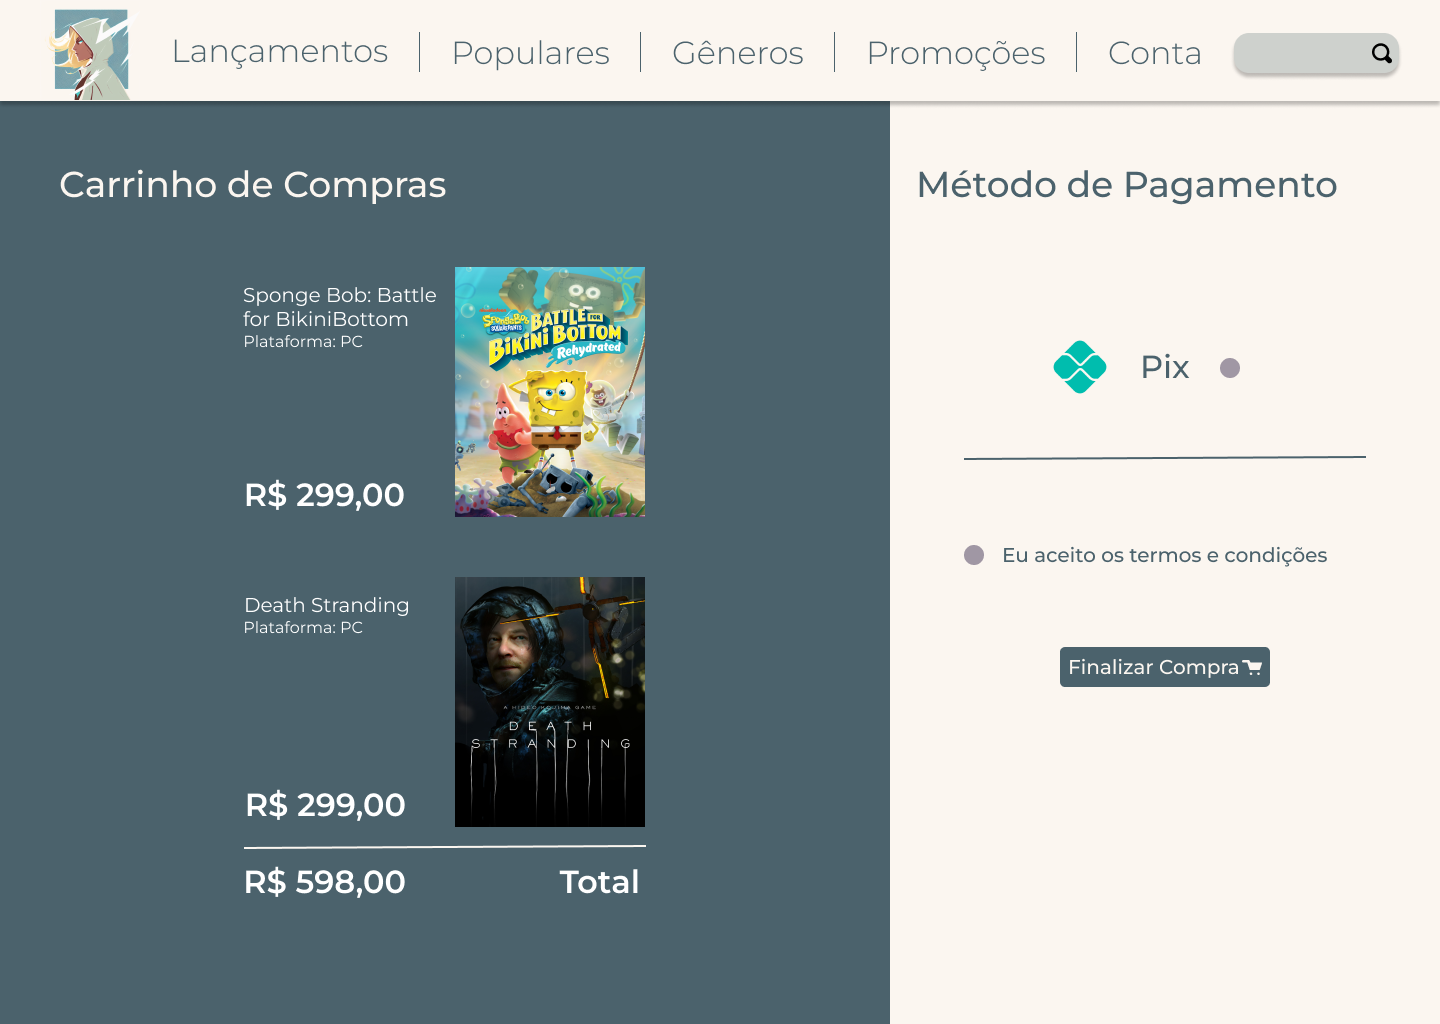 Lançamentos
Populares
Gêneros
Promoções
Conta
Carrinho de Compras
Sponge Bob: Battle
for BikiniBottom
Plataforma: PC
R$ 299,00
SpongeBob
SQUAREPANTS
BATTLE FOR
BiKiNi BOTTOM
Rehydrated
Death Stranding
Plataforma: PC
R$ 299,00
A HIDEO KOJIMA GAME
DEATH
STRANDING
R$ 598,00
Total
Método de Pagamento
Pix
Eu aceito os termos e condições
Finalizar Compra